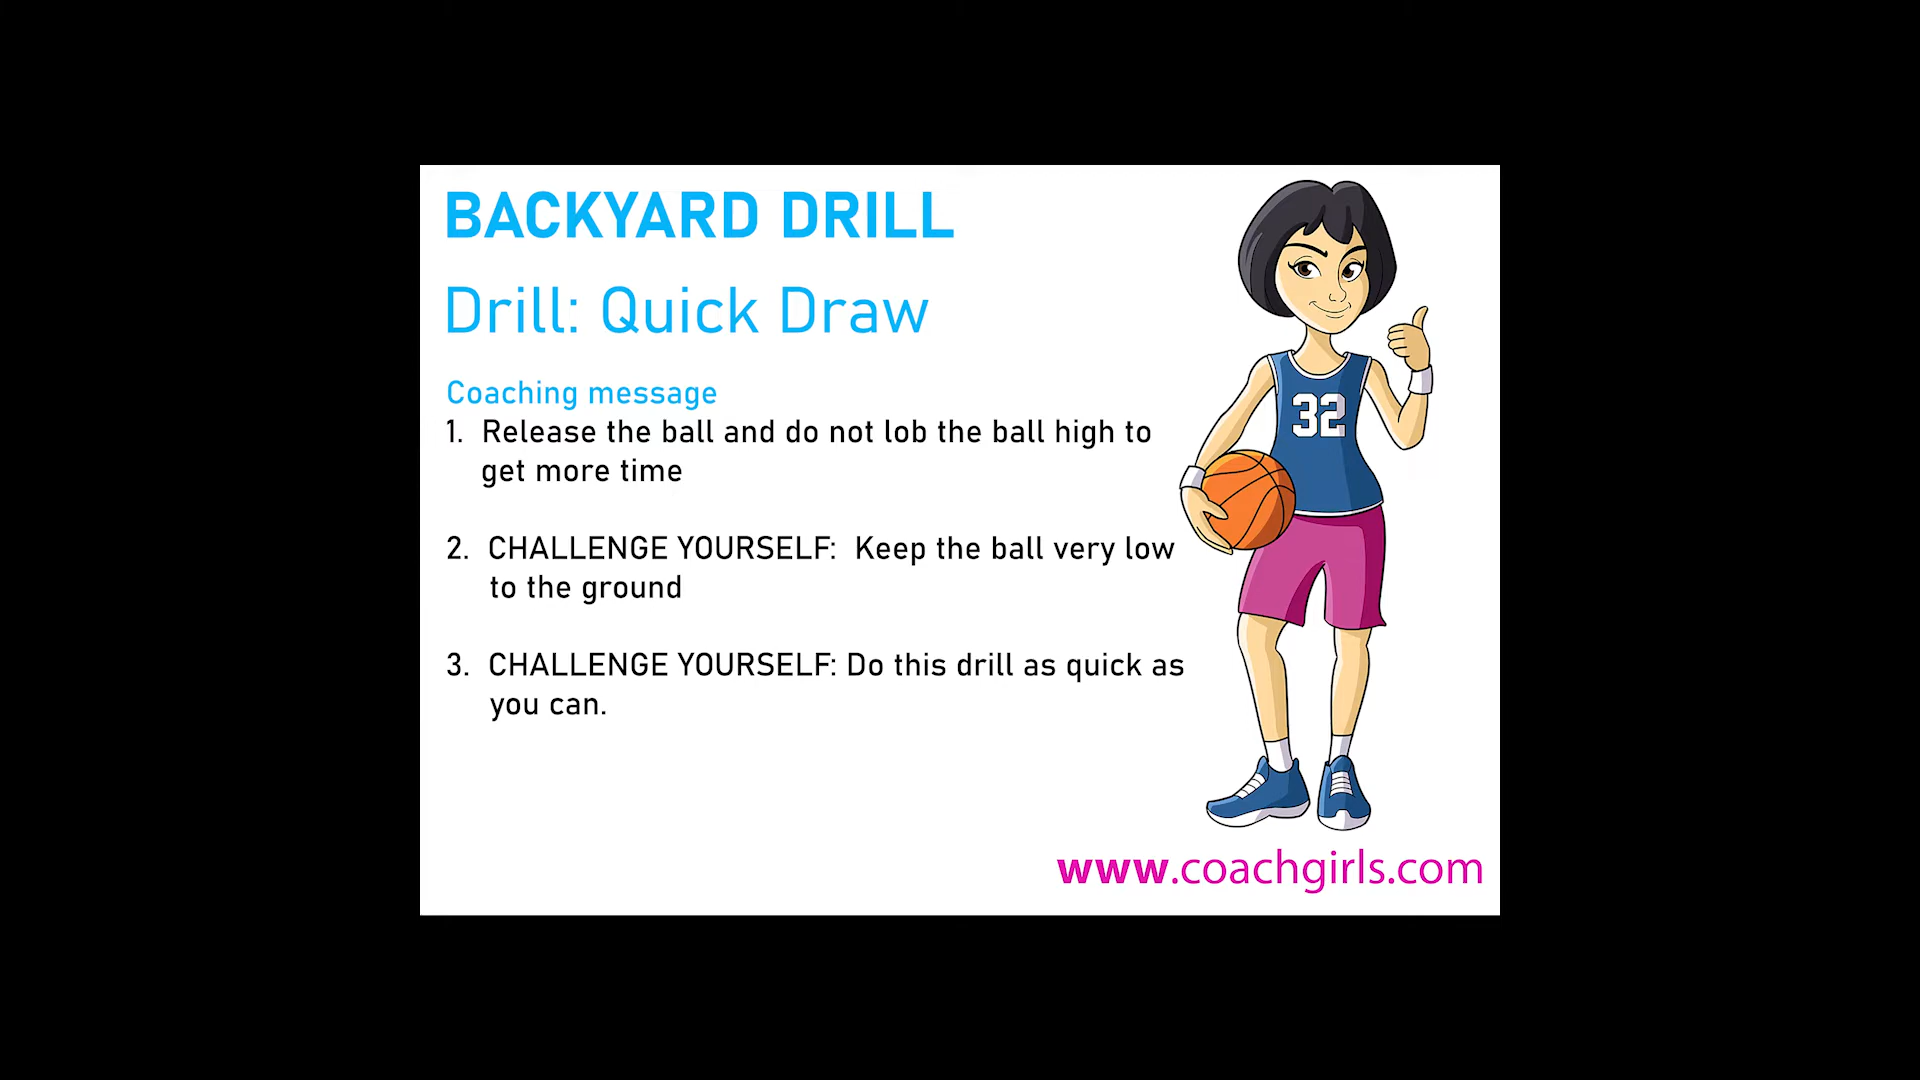 BACKYARD DRILL
Drill: Quick Draw
Coaching message
1. Release the ball and do not lob the ball high to
get more time
2. CHALLENGE YOURSELF: Keep the ball very low
to the ground
3. CHALLENGE YOURSELF: Do this drill as quick as
you can.
32
www.coachgirls.com